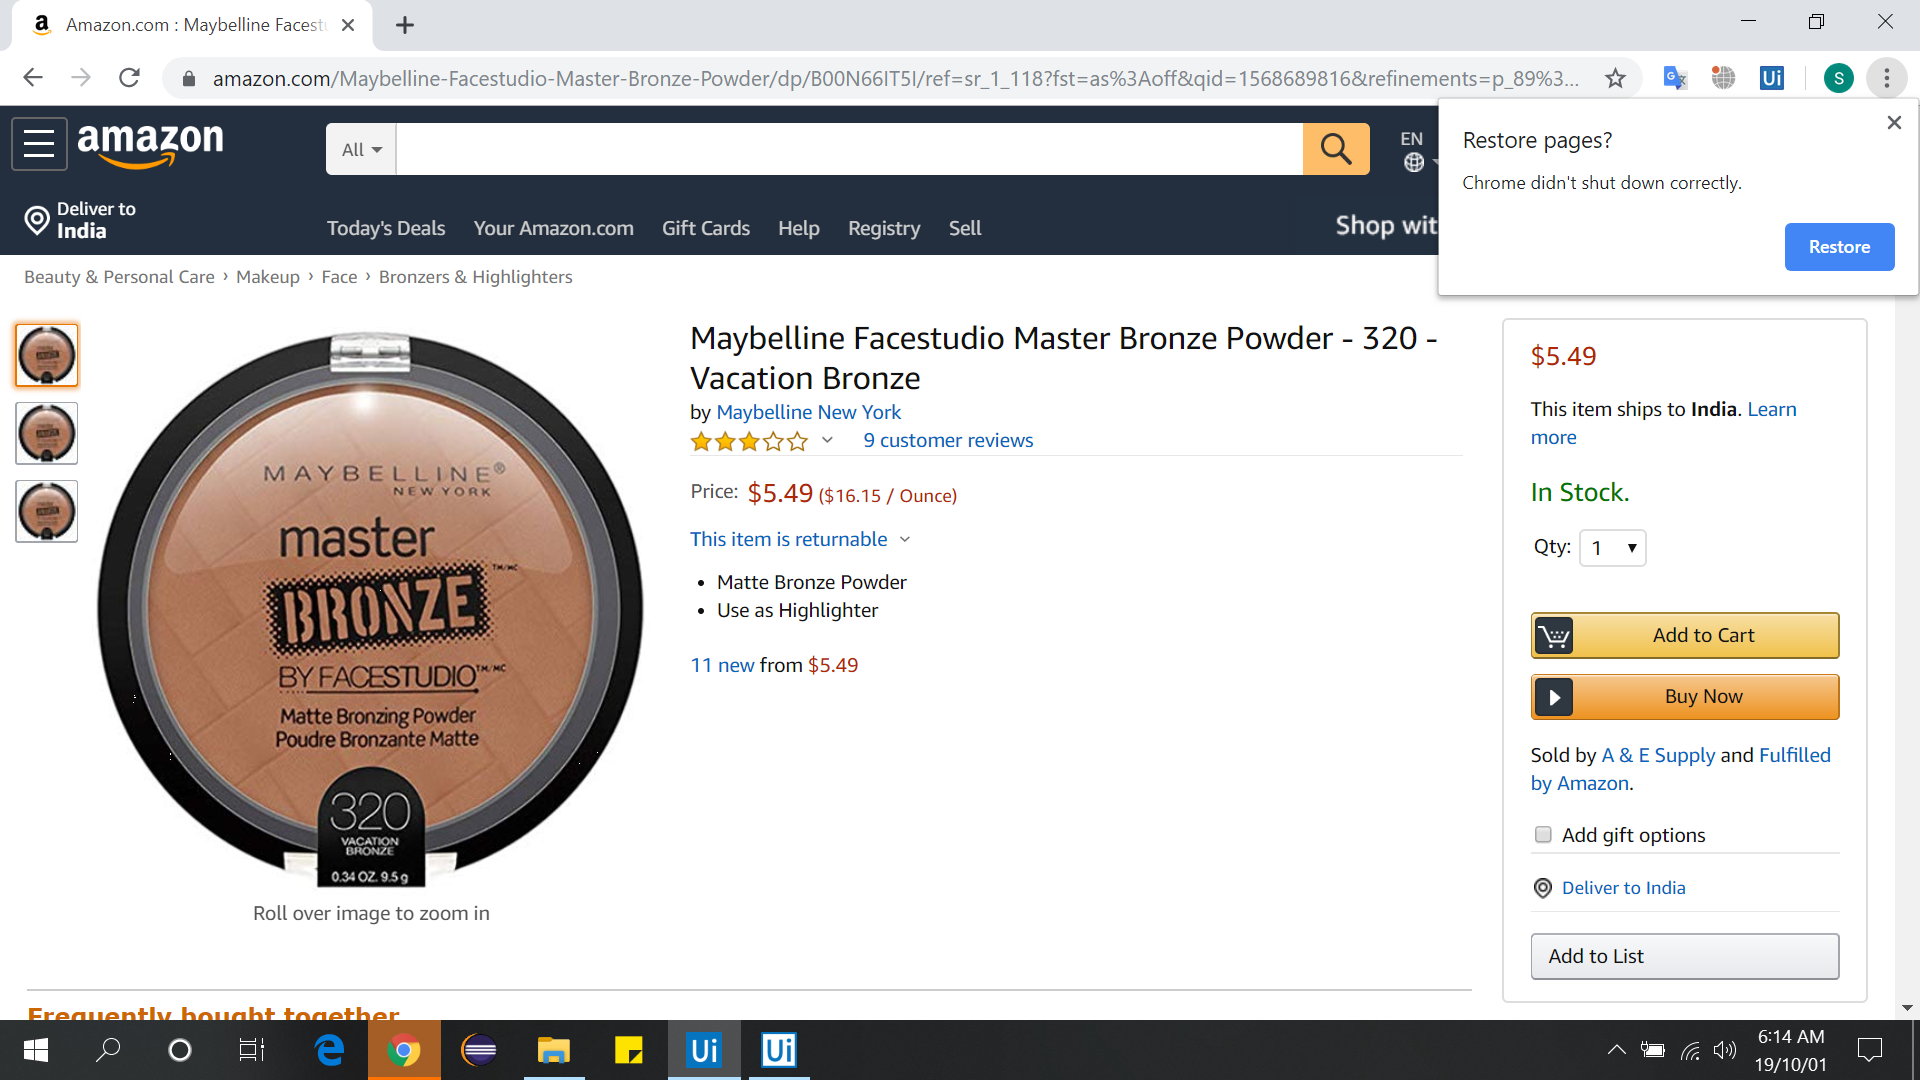 Amazon.com : Maybelline Facest
amazon.com/Maybelline-Facestudio-Master-Bronze-Powder/dp/B00N66IT5I/ref=sr_1_118?fst=as%3Aoff&qid=1568689816&refinements=p_89%3...
Ui
S
Restore pages?
Chrome didn't shut down correctly.
Restore
amazon
All
EN
Deliver to
India
Today's Deals
Your Amazon.com
Gift Cards
Help
Registry
Sell
Shop wit
Beauty & Personal Care › Makeup › Face › Bronzers & Highlighters
MAYBELLINE®
NEW YORK
master
BRONZE™/MC
BY FACESTUDIO™/MC
Matte Bronzing Powder
Poudre Bronzante Matte
320
VACATION
BRONZE
0.34 OZ. 9.5 g
Roll over image to zoom in
Maybelline Facestudio Master Bronze Powder - 320 -
Vacation Bronze
by Maybelline New York
9 customer reviews
Price: $5.49 ($16.15 / Ounce)
This item is returnable
• Matte Bronze Powder
• Use as Highlighter
11 new from $5.49
$5.49
This item ships to India. Learn
more
In Stock.
Qty: 1
Add to Cart
Buy Now
Sold by A & E Supply and Fulfilled
by Amazon.
Add gift options
Deliver to India
Add to List
Frequently bought together
Ui
Ui
6:14 AM
19/10/01